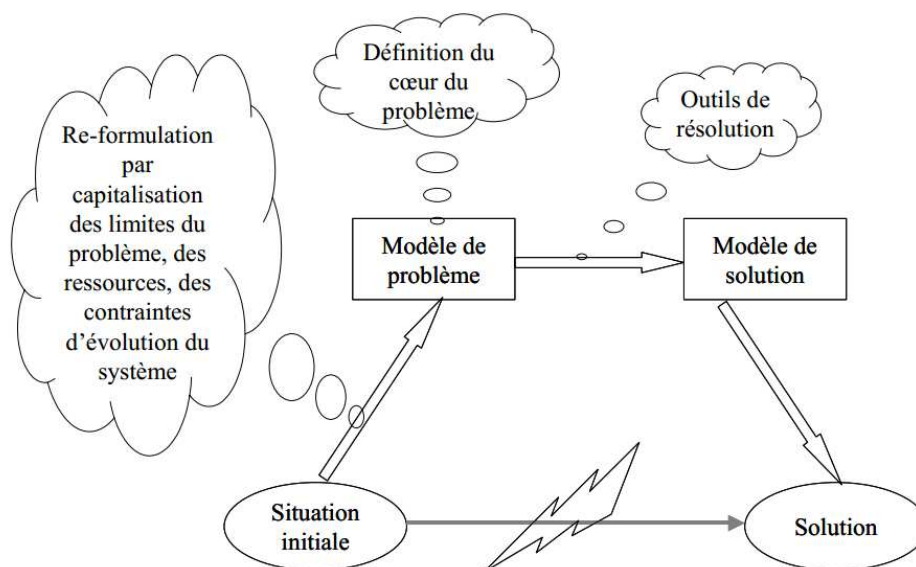 Définition du
cœur du
problème
Outils de
résolution
Re-formulation
par
capitalisation
des limites du
problème, des
ressources, des
contraintes
d’évolution du
système
Modèle de
problème
Modèle de
solution
Situation
initiale
Solution